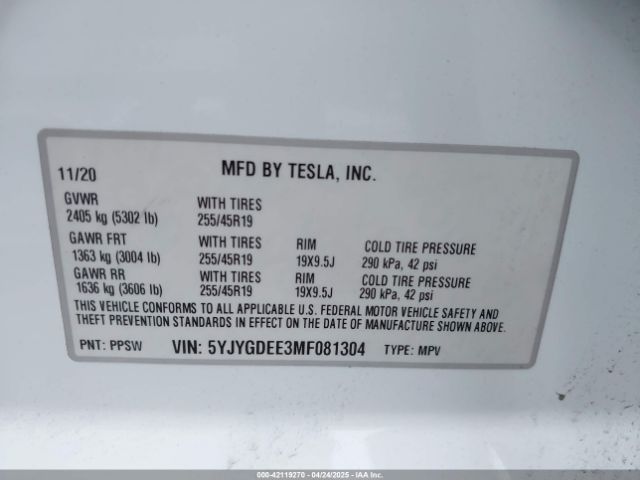 11/20 MFD BY TESLA, INC.
GVWR WITH TIRES
2405 kg (5302 lb) 255/45R19
GAWR FRT WITH TIRES RIM COLD TIRE PRESSURE
1363 kg (3004 lb) 255/45R19 19X9.5J 290 kPa, 42 psi
GAWR RR WITH TIRES RIM COLD TIRE PRESSURE
1636 kg (3606 lb) 255/45R19 19X9.5J 290 kPa, 42 psi
THIS VEHICLE CONFORMS TO ALL APPLICABLE U.S. FEDERAL MOTOR VEHICLE SAFETY AND
THEFT PREVENTION STANDARDS IN EFFECT ON THE DATE OF MANUFACTURE SHOWN ABOVE.
PNT: PPSW VIN: 5YJYGDEE3MF081304 TYPE: MPV
000-42119270 - 04/24/2025 - IAA Inc.